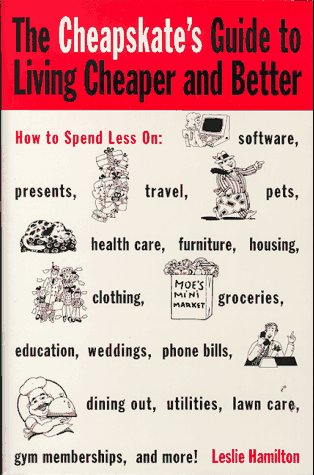 The Cheapskate's Guide to
Living Cheaper and Better
How to Spend Less On: software,
presents, travel, pets,
health care, furniture, housing,
clothing, groceries,
MOE'S
MINI
MARKET
education, weddings, phone bills,
dining out, utilities, lawn care,
gym memberships, and more! Leslie Hamilton